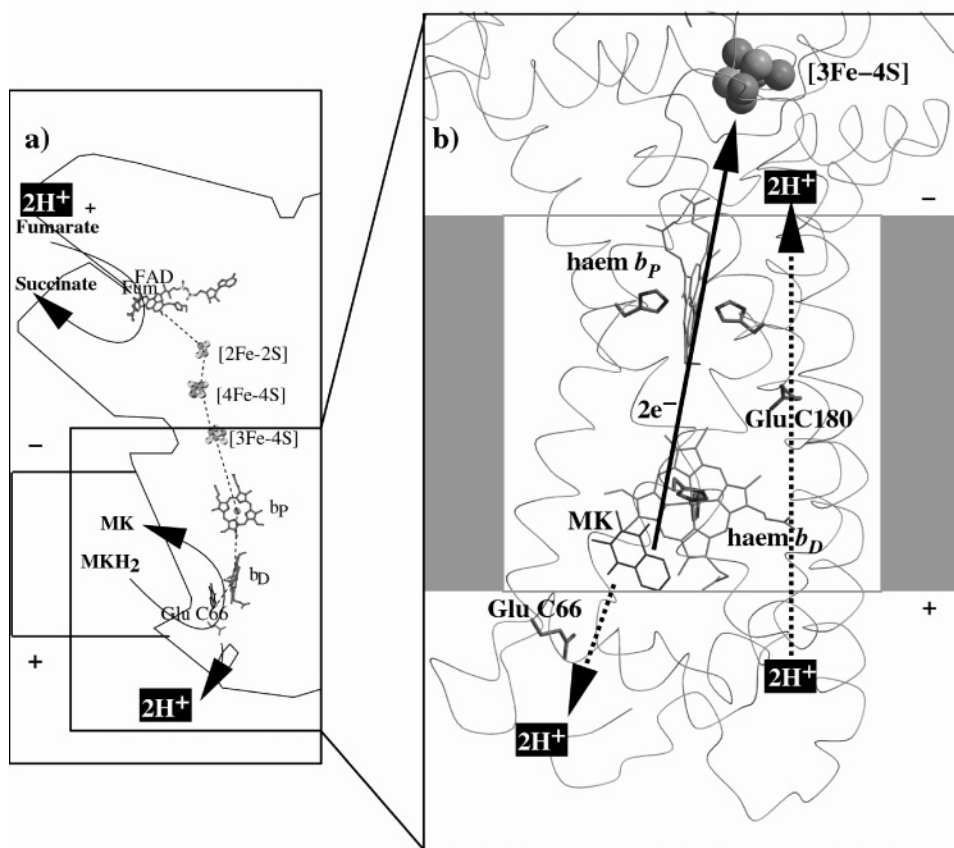 a)
2H+
+
Fumarate
Succinate
FAD
Fum
[2Fe-2S]
[4Fe-4S]
[3Fe-4S]
−
bP
MK
MKH2
bD
Glu C66
+
2H+
b)
[3Fe−4S]
2H+
−
haem bP
2e−
Glu C180
MK
haem bD
Glu C66
+
2H+
2H+